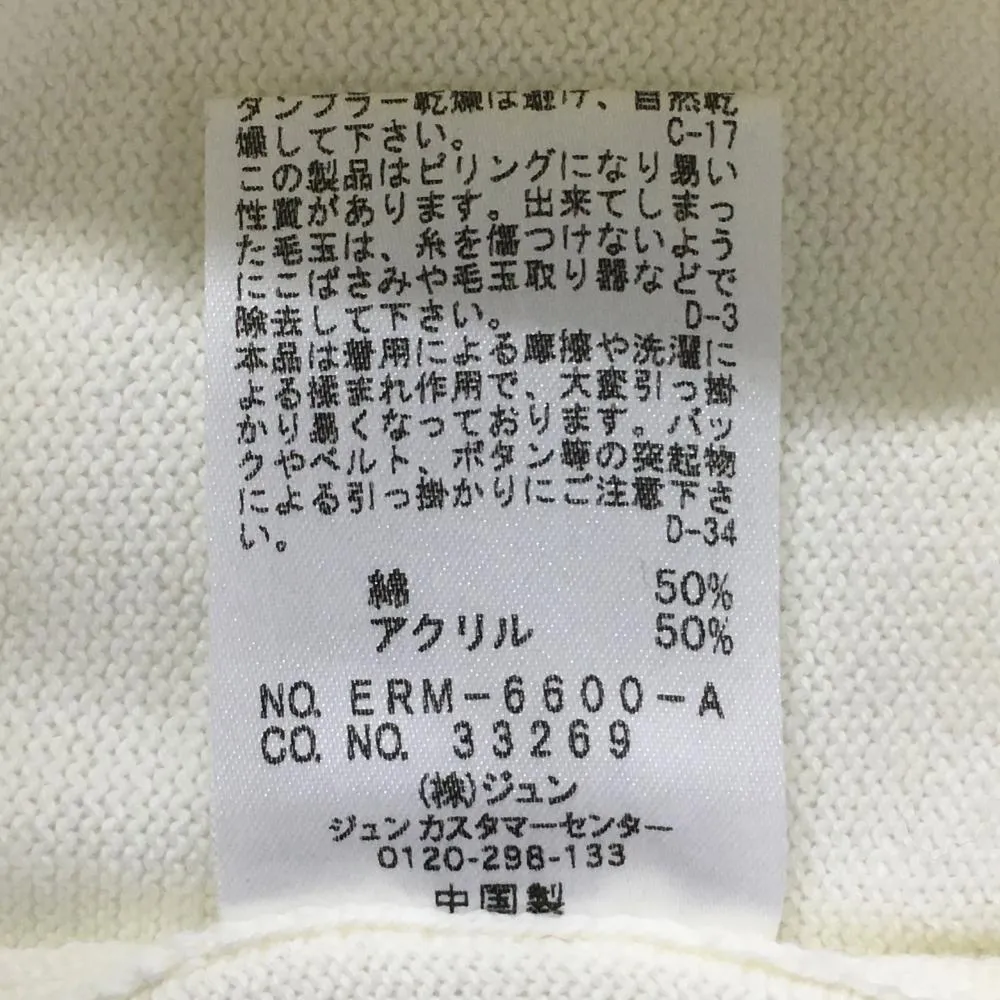 タンブラー乾燥は避け、自然乾
燥して下さい。 C-17
この製品はピリングになり易い
性質があります。出来てしまっ
た毛玉は、糸を傷つけないよう
にこばさみや毛玉取り器などで
除去して下さい。 D-3
本品は着用による摩擦や洗濯に
よる揉まれ作用で、大変引っ掛
かり易くなっております。バッ
クやベルト、ボタン等の突起物
による引っ掛かりにご注意下さ
い。 D-34
綿 50%
アクリル 50%
NO. ERM-6600-A
CO. NO. 33269
(株)ジュン
ジュンカスタマーセンター
0120-298-133
中国製